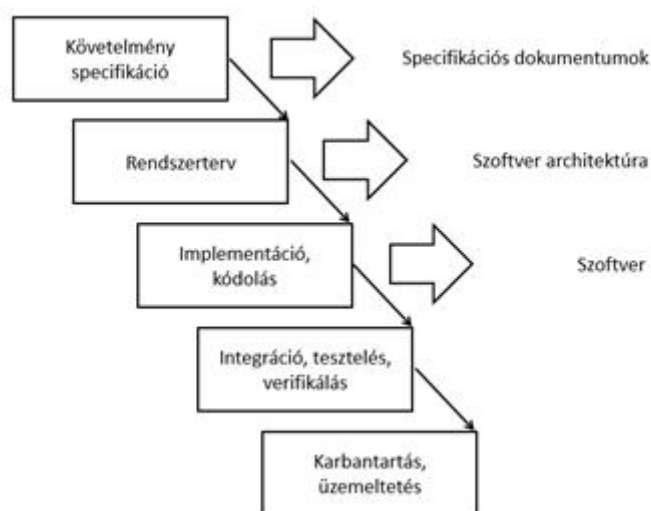 Követelmény
specifikáció
Specifikációs dokumentumok
Rendszerterv
Szoftver architektúra
Implementáció,
kódolás
Szoftver
Integráció, tesztelés,
verifikálás
Karbantartás,
üzemeltetés